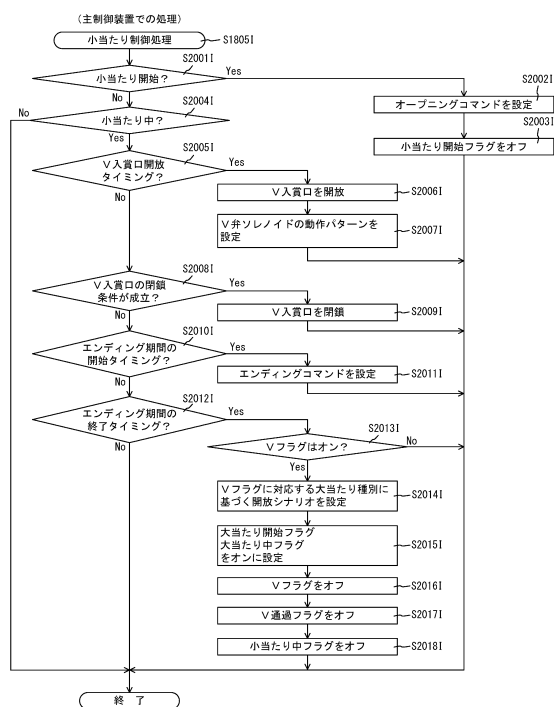 (主制御装置での処理)
小当たり制御処理
S1805I
S2001I
小当たり開始？
Yes
No
S2002I
オープニングコマンドを設定
S2003I
小当たり開始フラグをオフ
S2004I
小当たり中？
No
Yes
S2005I
V入賞口開放
タイミング？
Yes
No
V入賞口を開放
S2006I
V弁ソレノイドの動作パターンを
設定
S2007I
S2008I
V入賞口の閉鎖
条件が成立？
Yes
No
V入賞口を閉鎖
S2009I
S2010I
エンディング期間の
開始タイミング？
Yes
No
エンディングコマンドを設定
S2011I
S2012I
エンディング期間の
終了タイミング？
Yes
No
S2013I
Vフラグはオン？
No
Yes
Vフラグに対応する大当たり種別に
基づく開放シナリオを設定
S2014I
大当たり開始フラグ
大当たり中フラグ
をオンに設定
S2015I
Vフラグをオフ
S2016I
V通過フラグをオフ
S2017I
小当たり中フラグをオフ
S2018I
終 了